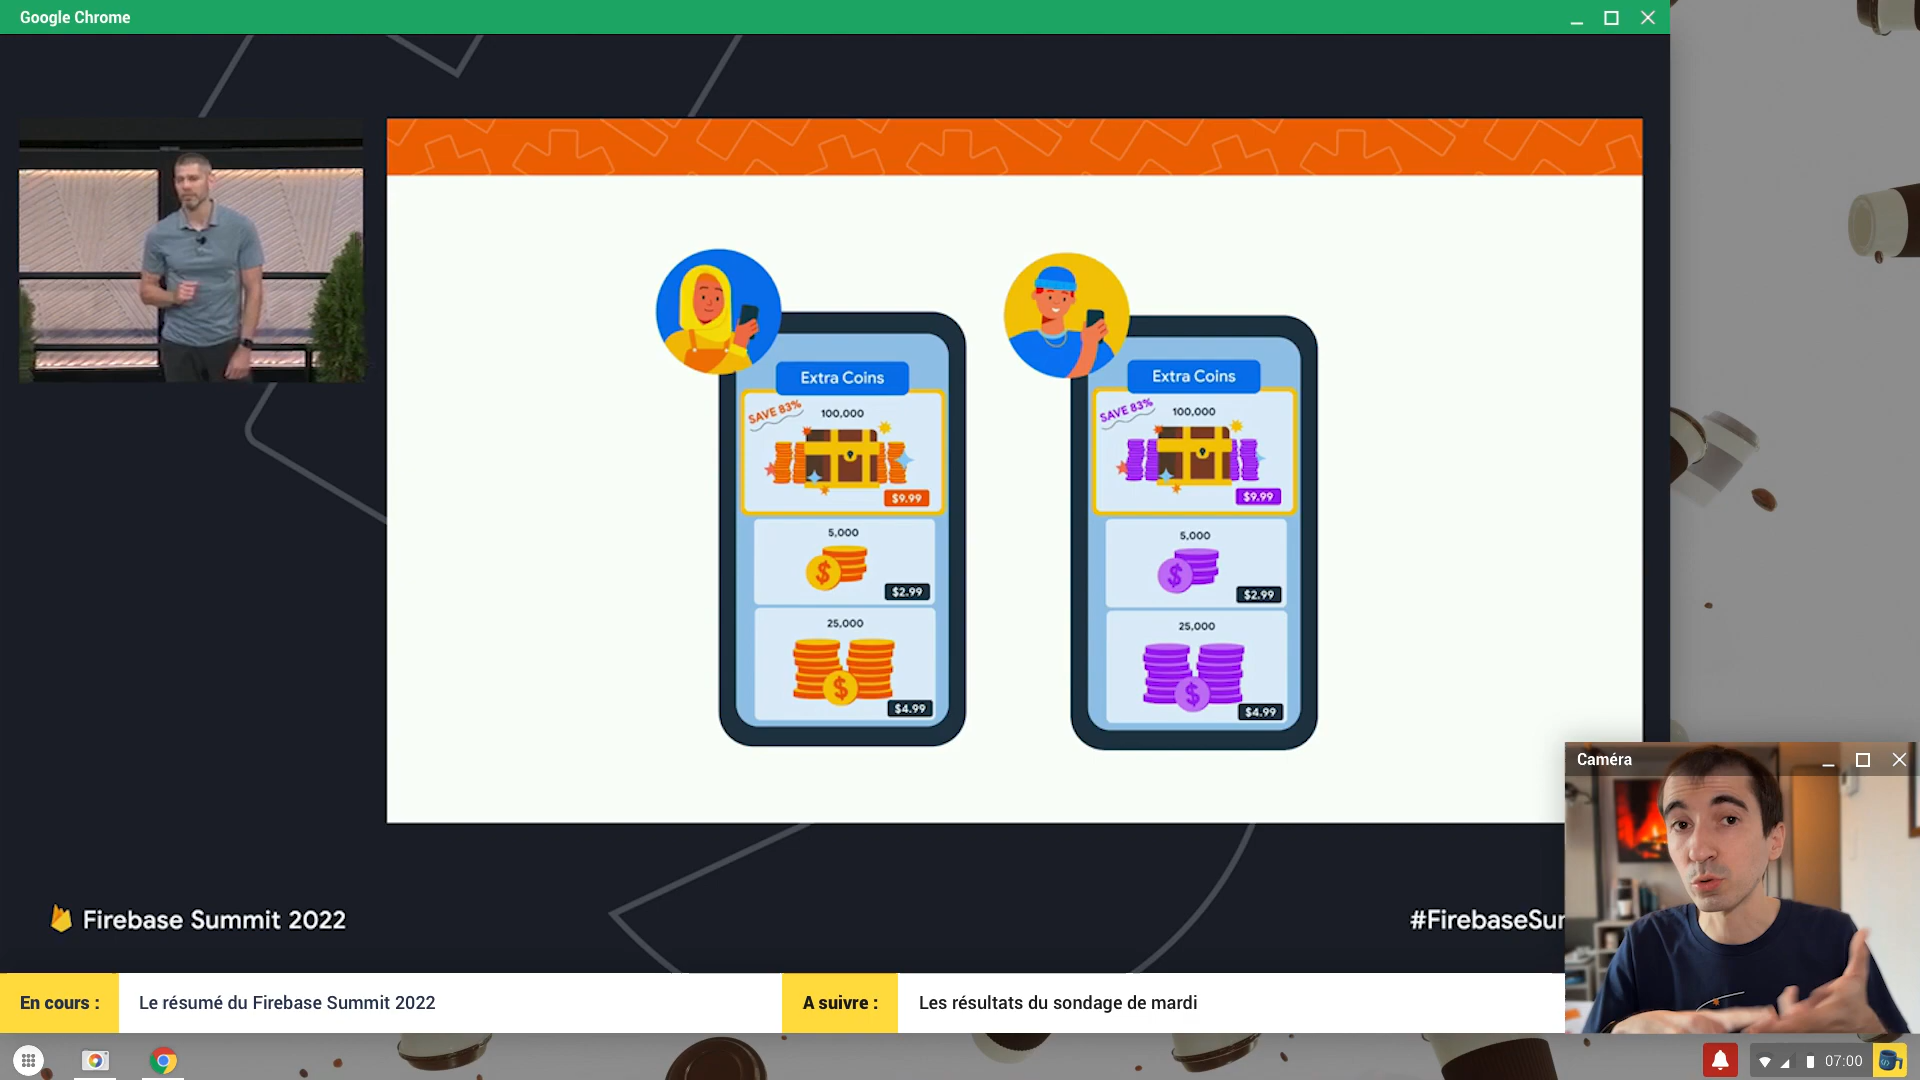 Google Chrome
Extra Coins
SAVE 83%
100,000
$9.99
5,000
$2.99
25,000
$4.99
Extra Coins
SAVE 83%
100,000
$9.99
5,000
$2.99
25,000
$4.99
Caméra
Firebase Summit 2022
#FirebaseSu
En cours :
Le résumé du Firebase Summit 2022
A suivre :
Les résultats du sondage de mardi
07:00